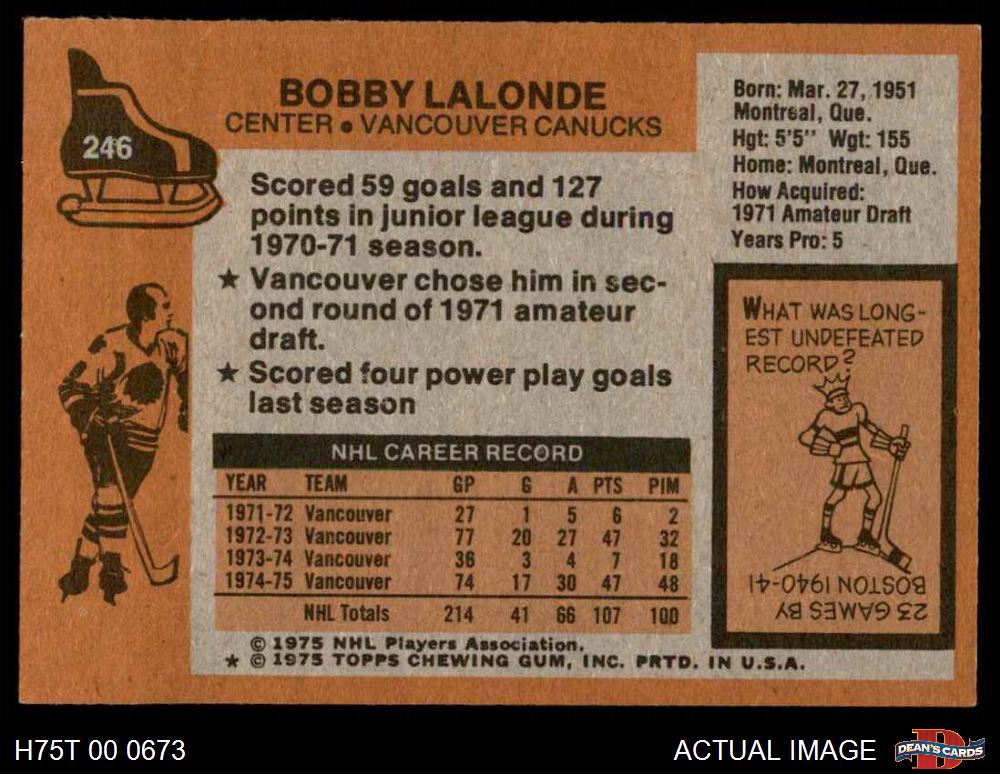 BOBBY LALONDE
CENTER • VANCOUVER CANUCKS
246
Scored 59 goals and 127
points in junior league during
1970-71 season.
★ Vancouver chose him in sec-
ond round of 1971 amateur
draft.
★ Scored four power play goals
last season
Born: Mar. 27, 1951
Montreal, Que.
Hgt: 5'5" Wgt: 155
Home: Montreal, Que.
How Acquired:
1971 Amateur Draft
Years Pro: 5
WHAT WAS LONG-
EST UNDEFEATED
RECORD?
23 GAMES BY
BOSTON 1940-41
NHL CAREER RECORD
YEAR TEAM GP G A PTS PIM
1971-72 Vancouver 27 1 5 6 2
1972-73 Vancouver 77 20 27 47 32
1973-74 Vancouver 36 3 4 7 18
1974-75 Vancouver 74 17 30 47 48
NHL Totals 214 41 66 107 100
© 1975 NHL Players Association.
★ © 1975 TOPPS CHEWING GUM, INC. PRTD. IN U.S.A.
H75T 00 0673
ACTUAL IMAGE
D
DEAN'S CARDS